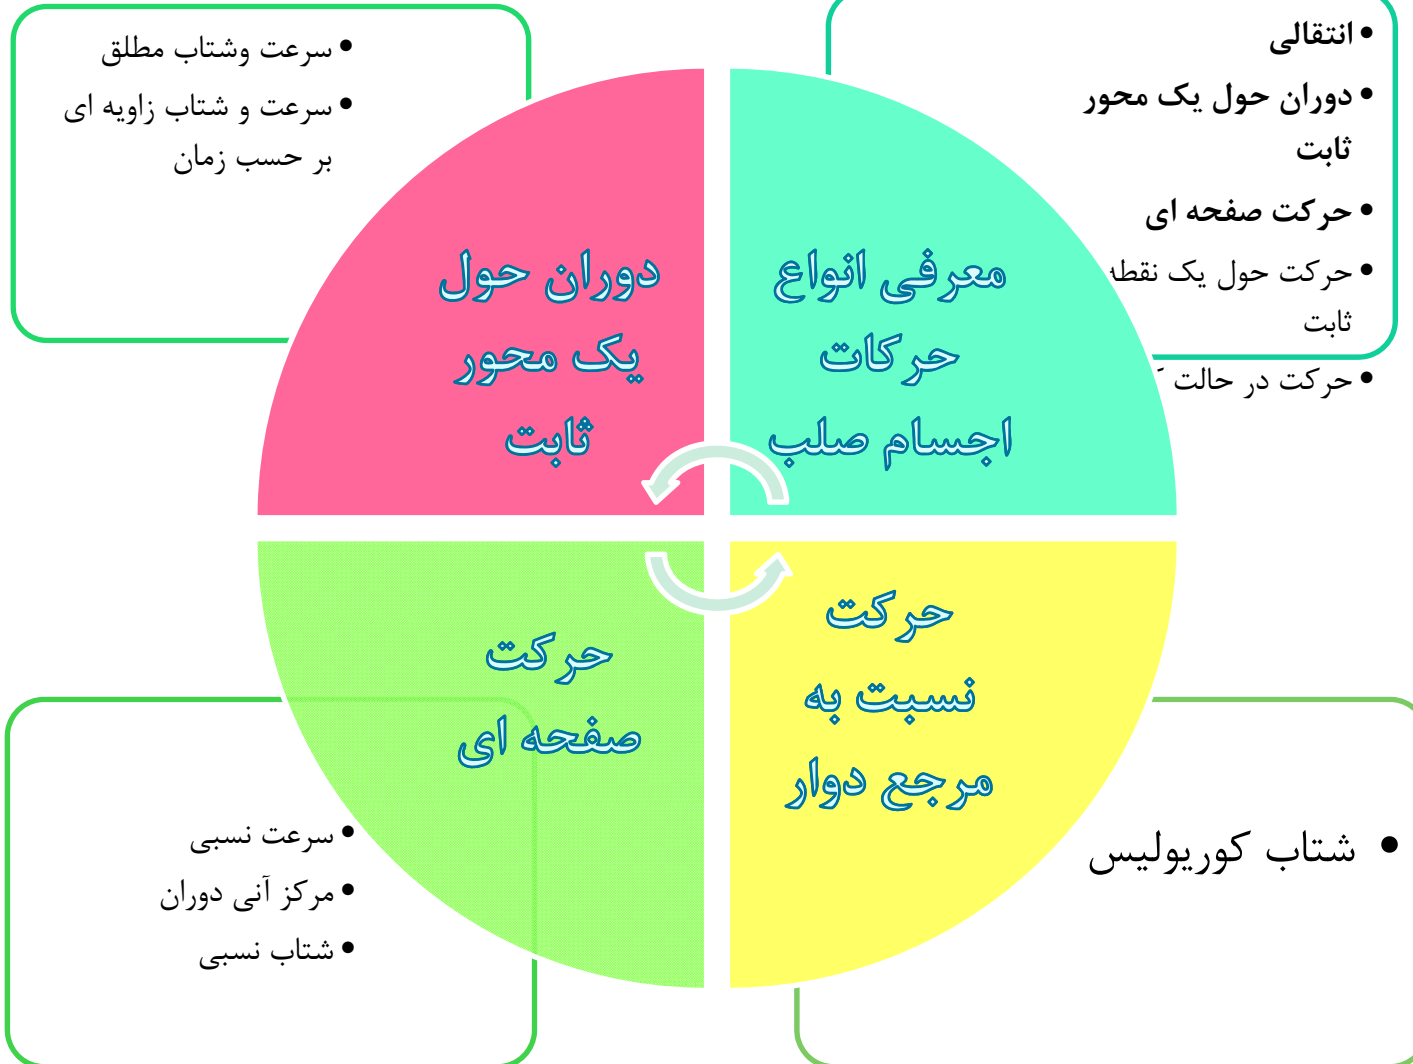 • انتقالی
• دوران حول یک محور
ثابت
• حرکت صفحه ای
• حرکت حول یک نقطه
ثابت
• حرکت در حالت
معرفی انواع
حرکات
اجسام صلب
• سرعت وشتاب مطلق
• سرعت و شتاب زاویه ای
بر حسب زمان
دوران حول
یک محور
ثابت
حرکت
صفحه ای
• سرعت نسبی
• مرکز آنی دوران
• شتاب نسبی
حرکت
نسبت به
مرجع دوار
• شتاب کوریولیس